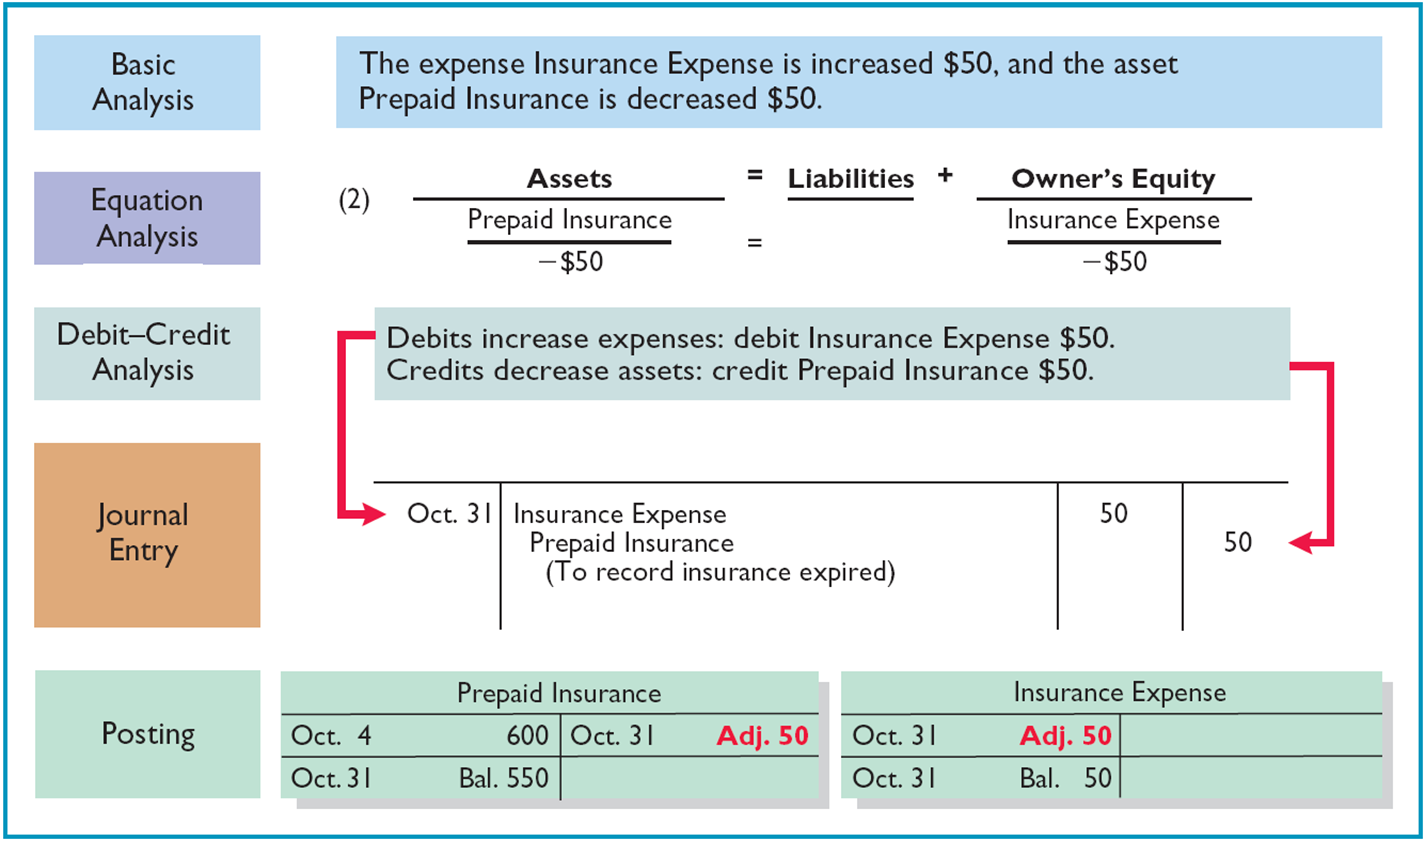 Basic
Analysis
The expense Insurance Expense is increased $50, and the asset
Prepaid Insurance is decreased $50.
Equation
Analysis
(2)
Assets = Liabilities + Owner's Equity
Prepaid Insurance = Insurance Expense
−$50 −$50
Debit–Credit
Analysis
Debits increase expenses: debit Insurance Expense $50.
Credits decrease assets: credit Prepaid Insurance $50.
Journal
Entry
Oct. 31 Insurance Expense 50
Prepaid Insurance 50
(To record insurance expired)
Posting
Prepaid Insurance
Oct. 4 600 Oct. 31 Adj. 50
Oct. 31 Bal. 550
Insurance Expense
Oct. 31 Adj. 50
Oct. 31 Bal. 50